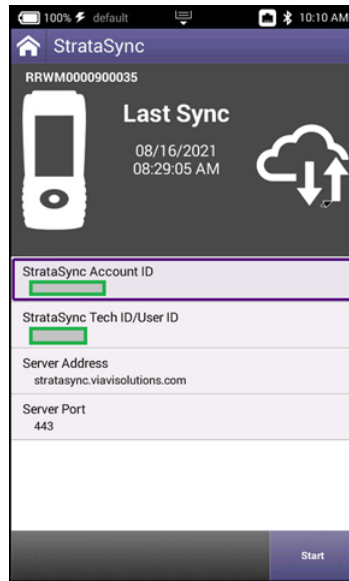 100% default 10:10 AM
StrataSync
RRWM0000900035
Last Sync
08/16/2021
08:29:05 AM
StrataSync Account ID
StrataSync Tech ID/User ID
Server Address
stratasync.viavisolutions.com
Server Port
443
Start